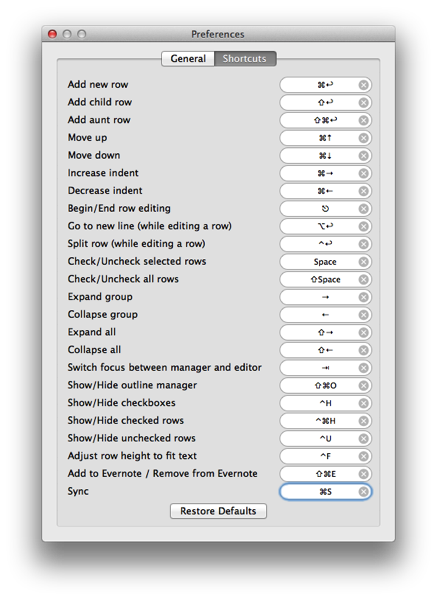 Preferences
General Shortcuts
Add new row ⌘↩
Add child row ⇧↩
Add aunt row ⇧⌘↩
Move up ⌘↑
Move down ⌘↓
Increase indent ⌘→
Decrease indent ⌘←
Begin/End row editing ⎋
Go to new line (while editing a row) ⌥↩
Split row (while editing a row) ^↩
Check/Uncheck selected rows Space
Check/Uncheck all rows ⇧Space
Expand group →
Collapse group ←
Expand all ⇧→
Collapse all ⇧←
Switch focus between manager and editor ⇥
Show/Hide outline manager ⇧⌘O
Show/Hide checkboxes ^H
Show/Hide checked rows ^⌘H
Show/Hide unchecked rows ^U
Adjust row height to fit text ^F
Add to Evernote / Remove from Evernote ⇧⌘E
Sync ⌘S
Restore Defaults